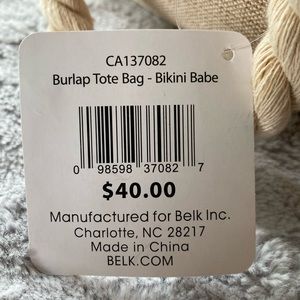 CA137082
Burlap Tote Bag - Bikini Babe
0 98598 37082 7
$40.00
Manufactured for Belk Inc.
Charlotte, NC 28217
Made in China
BELK.COM